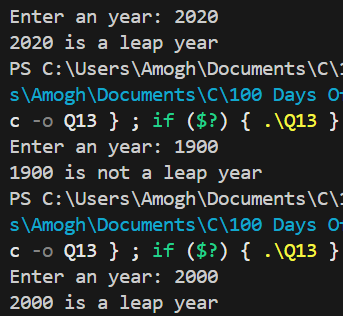 Enter an year: 2020
2020 is a leap year
PS C:\Users\Amogh\Documents\C\1
s\Amogh\Documents\C\100 Days O
c -o Q13 } ; if ($?) { .\Q13 }
Enter an year: 1900
1900 is not a leap year
PS C:\Users\Amogh\Documents\C\1
s\Amogh\Documents\C\100 Days O
c -o Q13 } ; if ($?) { .\Q13 }
Enter an year: 2000
2000 is a leap year